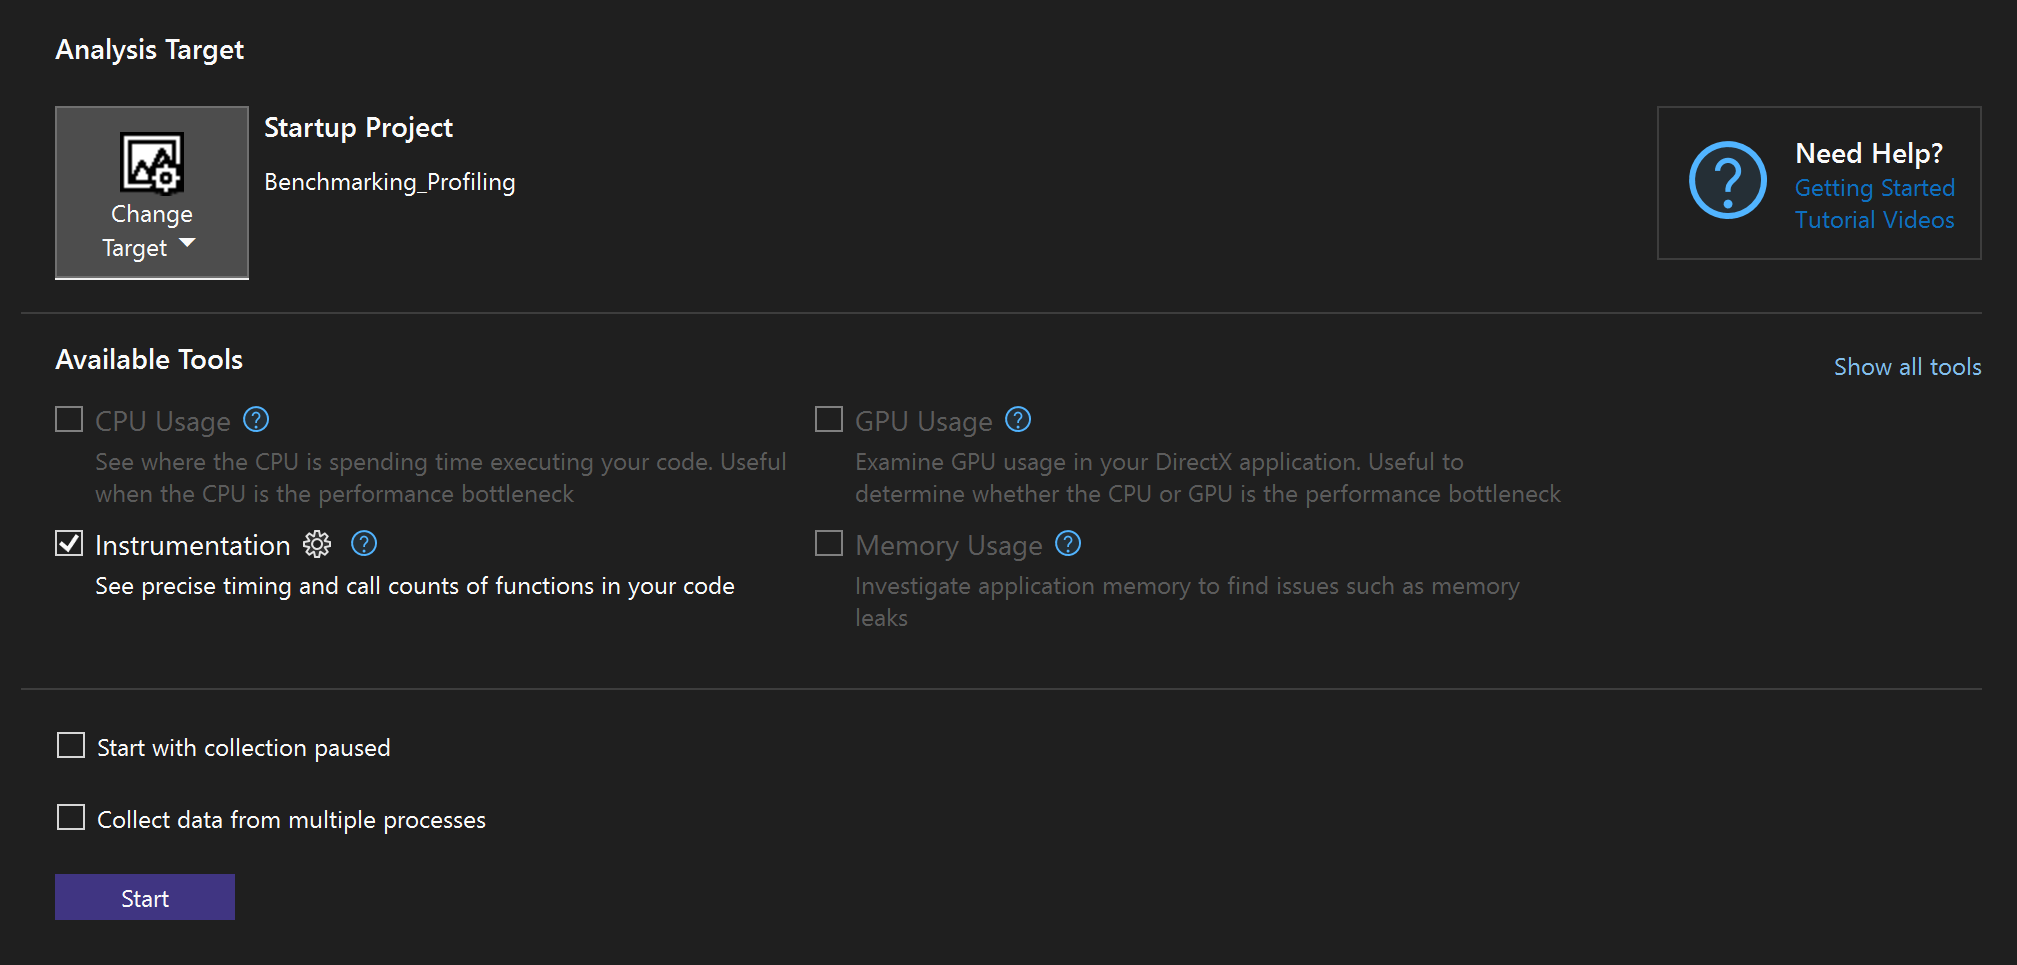 Analysis Target
Change
Target
Startup Project
Benchmarking_Profiling
Need Help?
Getting Started
Tutorial Videos
Available Tools
Show all tools
CPU Usage
See where the CPU is spending time executing your code. Useful
when the CPU is the performance bottleneck
GPU Usage
Examine GPU usage in your DirectX application. Useful to
determine whether the CPU or GPU is the performance bottleneck
Instrumentation
See precise timing and call counts of functions in your code
Memory Usage
Investigate application memory to find issues such as memory
leaks
Start with collection paused
Collect data from multiple processes
Start